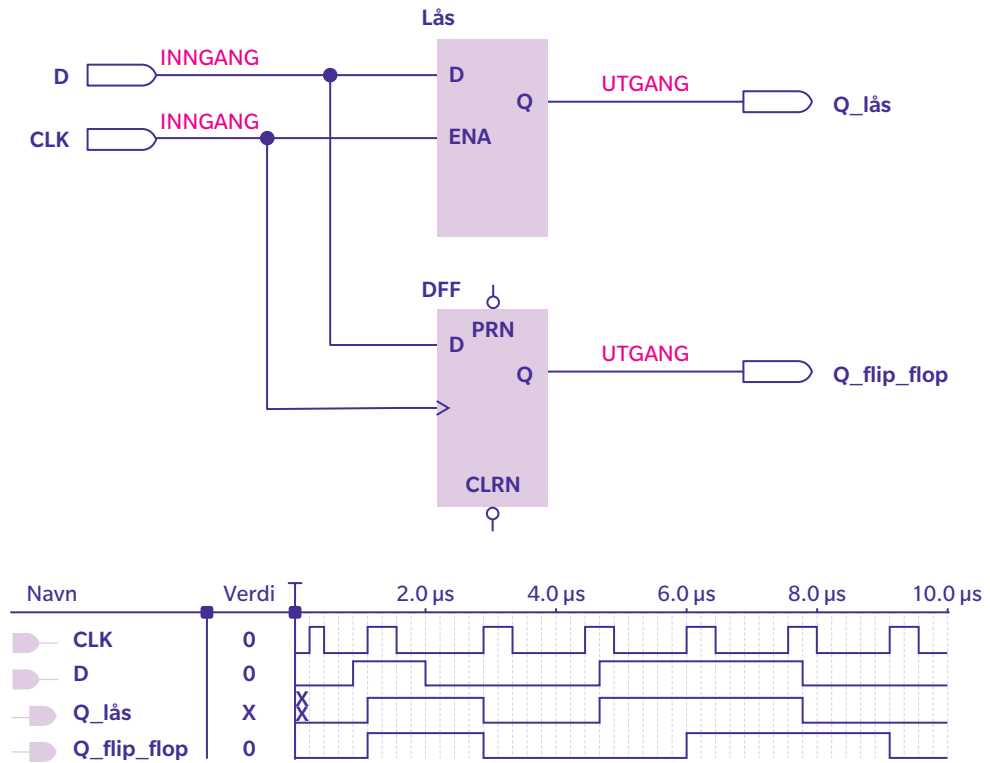 Lås
D INNGANG D Q UTGANG Q_lås
CLK INNGANG ENA
DFF
PRN
D Q UTGANG Q_flip_flop
CLRN
Navn Verdi 2.0 µs 4.0 µs 6.0 µs 8.0 µs 10.0 µs
CLK 0
D 0
Q_lås X X X
Q_flip_flop 0